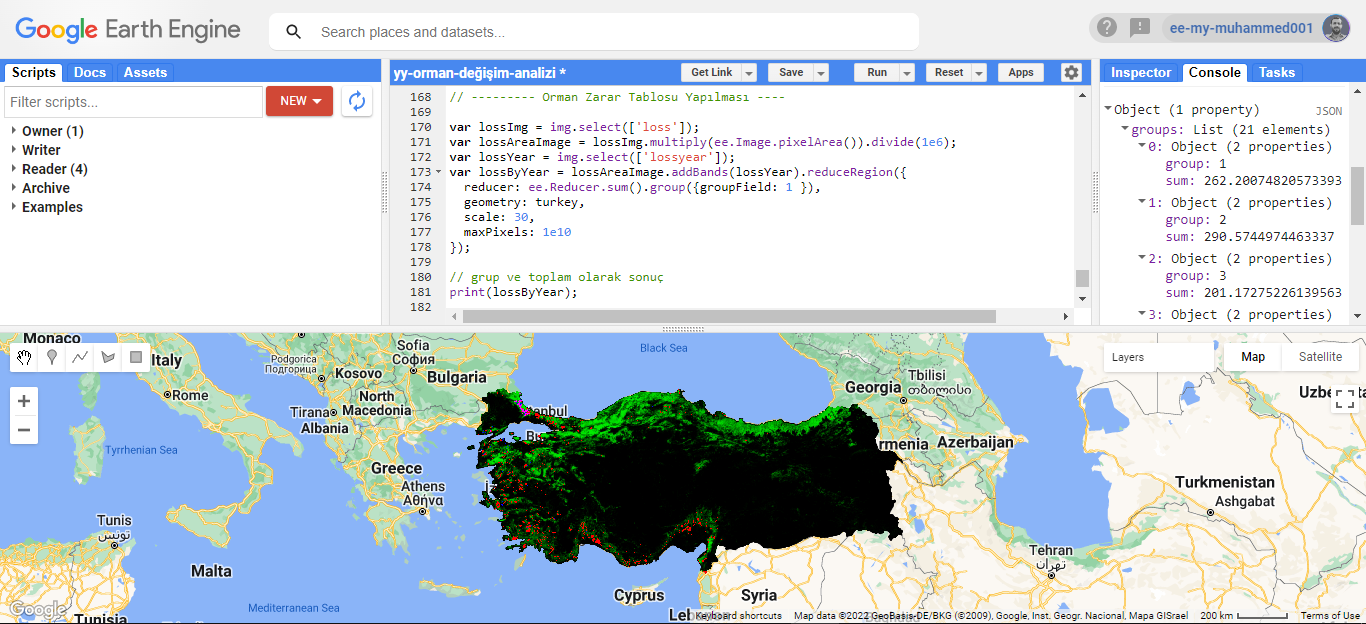 Google Earth Engine
Search places and datasets...
ee-my-muhammed001
Scripts Docs Assets
Filter scripts...
NEW
Owner (1)
Writer
Reader (4)
Archive
Examples
yy-orman-değişim-analizi *
Get Link Save Run Reset Apps
168 // --------- Orman Zarar Tablosu Yapılması ----
169
170 var lossImg = img.select(['loss']);
171 var lossAreaImage = lossImg.multiply(ee.Image.pixelArea()).divide(1e6);
172 var lossYear = img.select(['lossyear']);
173 var lossByYear = lossAreaImage.addBands(lossYear).reduceRegion({
174 reducer: ee.Reducer.sum().group({groupField: 1 }),
175 geometry: turkey,
176 scale: 30,
177 maxPixels: 1e10
178 });
179
180 // grup ve toplam olarak sonuç
181 print(lossByYear);
182
Inspector Console Tasks
Object (1 property) JSON
groups: List (21 elements)
0: Object (2 properties)
group: 1
sum: 262.20074820573393
1: Object (2 properties)
group: 2
sum: 290.5744974463337
2: Object (2 properties)
group: 3
sum: 201.17275226139563
3: Object (2 properties)
Layers
Map Satellite
Monaco
Italy
Rome
Tyrrhenian Sea
Tunis
تونس
Malta
Mediterranean Sea
Tunisia
Podgorica
Подгорица
Kosovo
Sofia
София
Bulgaria
North
Macedonia
Tirana
Albania
Greece
Athens
Αθήνα
Black Sea
Georgia
Tbilisi
თბილისი
Azerbaijan
Turkmenistan
Ashgabat
Tehran
تهران
Cyprus
Syria
Google
Keyboard shortcuts
Map data ©2022 GeoBasis-DE/BKG (©2009), Google, Inst. Geogr. Nacional, Mapa GISrael
200 km
Terms of Use